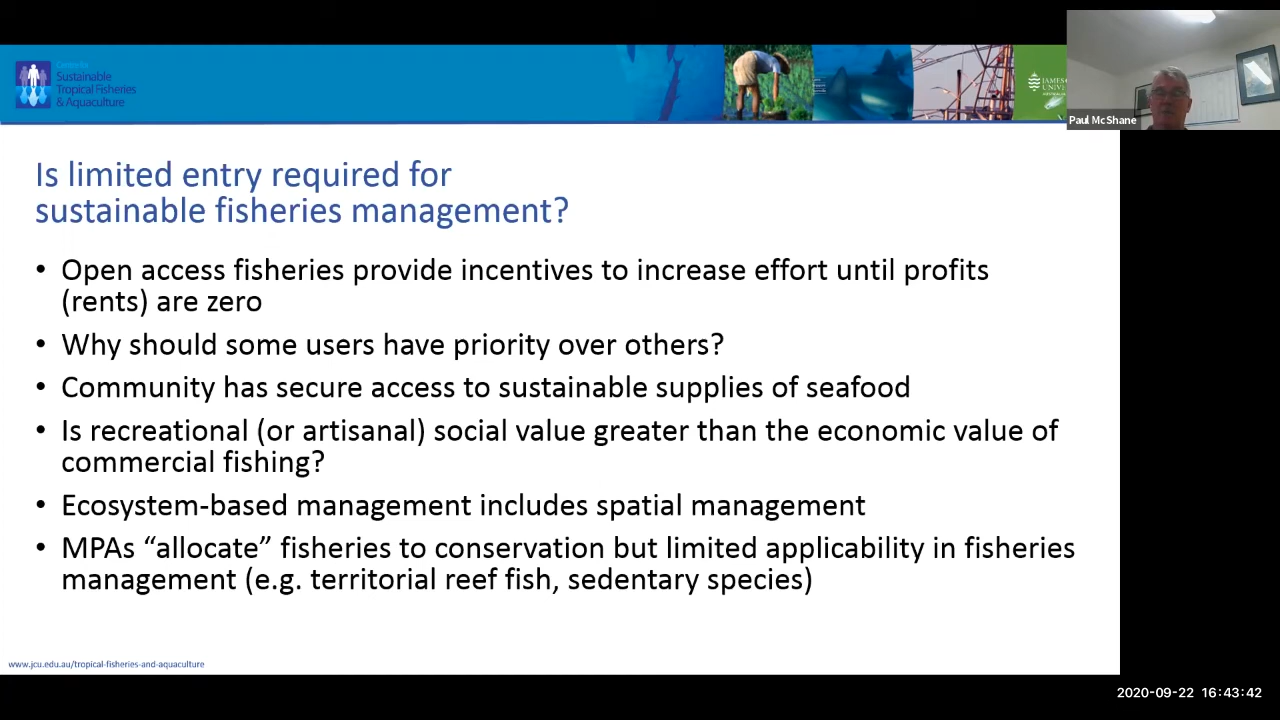 Centre for
Sustainable
Tropical Fisheries
& Aquaculture
Paul McShane
Is limited entry required for
sustainable fisheries management?
• Open access fisheries provide incentives to increase effort until profits
(rents) are zero
• Why should some users have priority over others?
• Community has secure access to sustainable supplies of seafood
• Is recreational (or artisanal) social value greater than the economic value of
commercial fishing?
• Ecosystem-based management includes spatial management
• MPAs “allocate” fisheries to conservation but limited applicability in fisheries
management (e.g. territorial reef fish, sedentary species)
www.jcu.edu.au/tropical-fisheries-and-aquaculture
2020-09-22 16:43:42